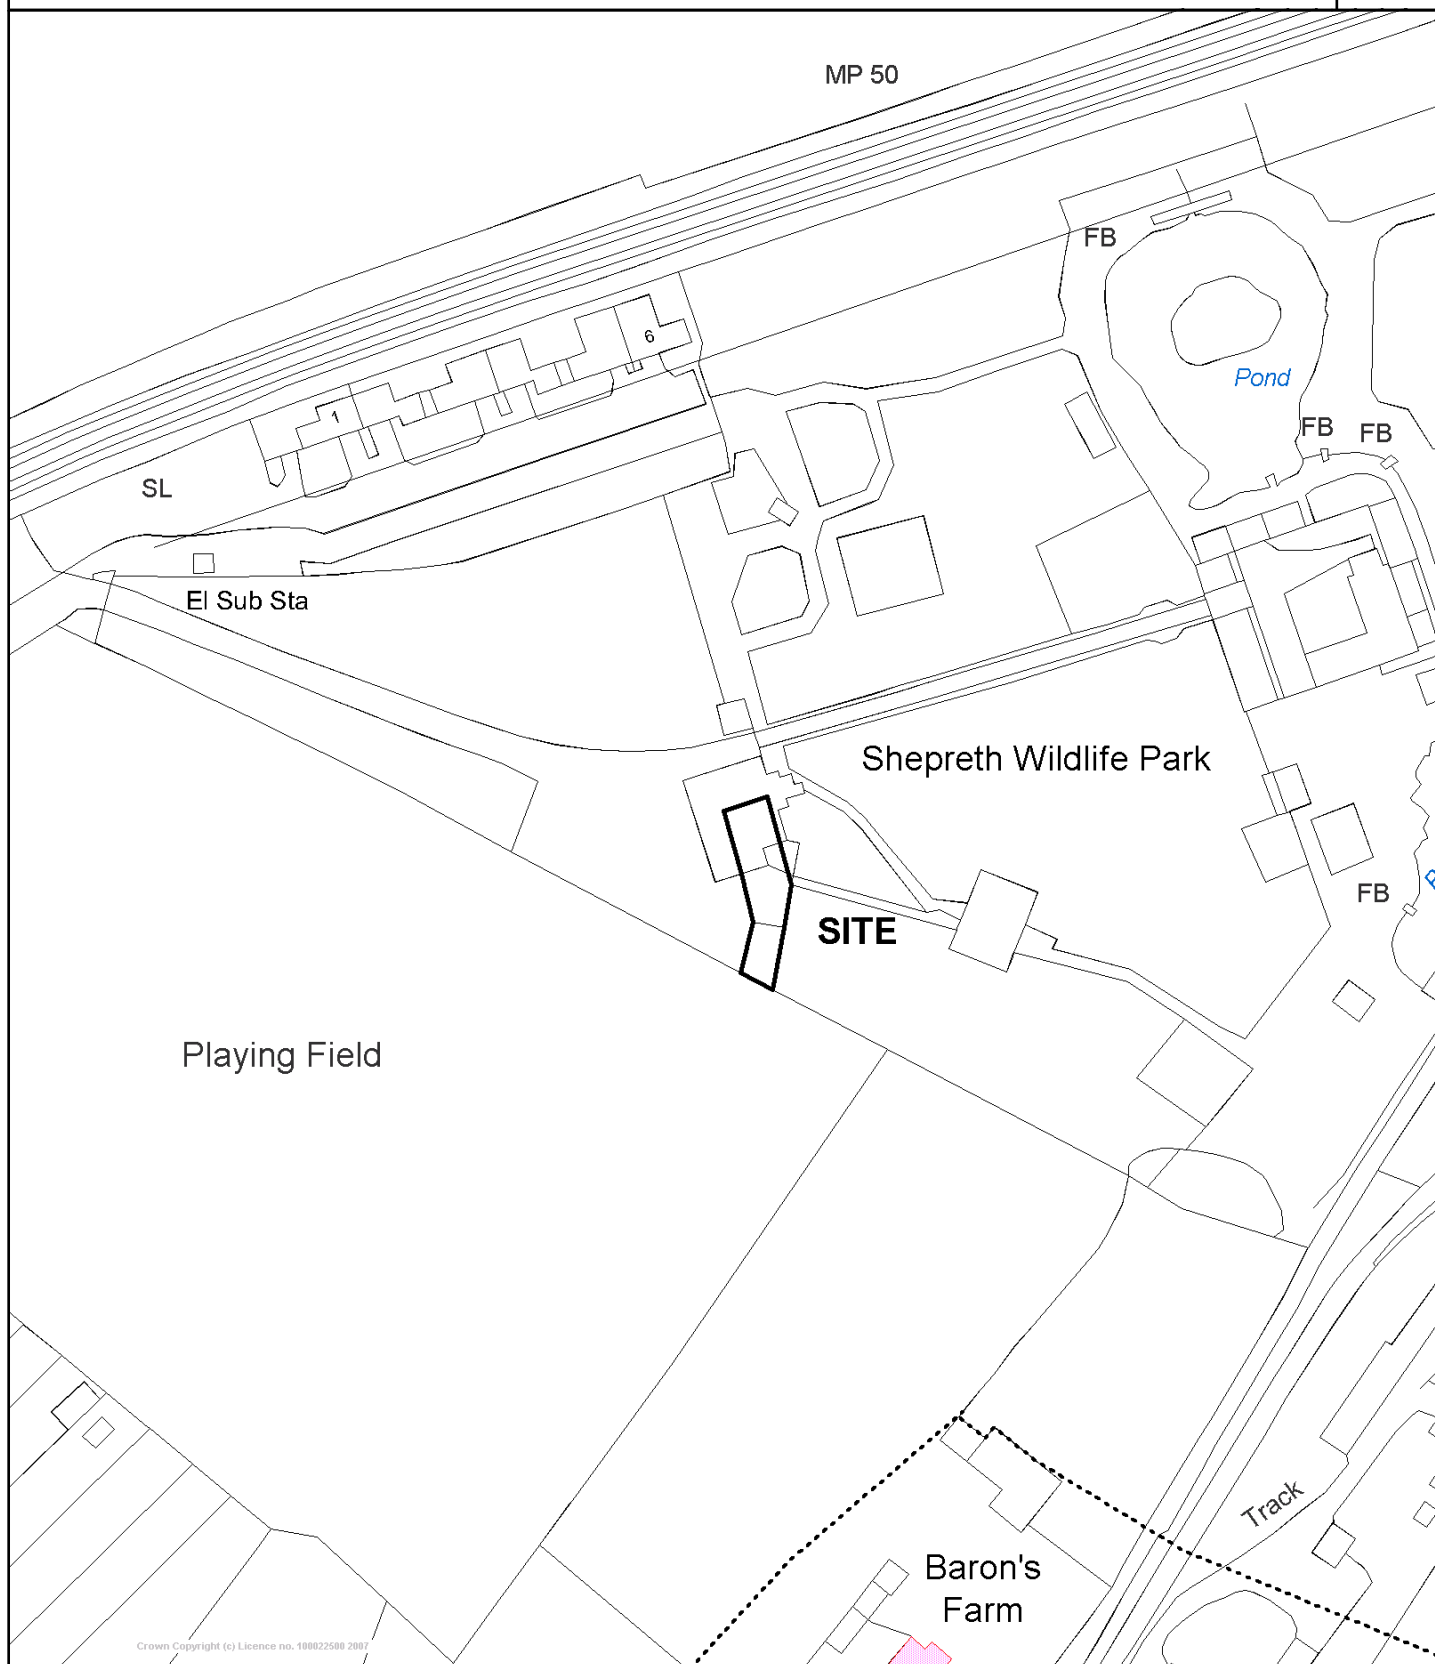 MP 50
FB
6
Pond
1
FB
FB
SL
El Sub Sta
Shepreth Wildlife Park
FB
SITE
Playing Field
Track
Baron's
Farm
Crown Copyright (c) Licence no. 100022500 2007